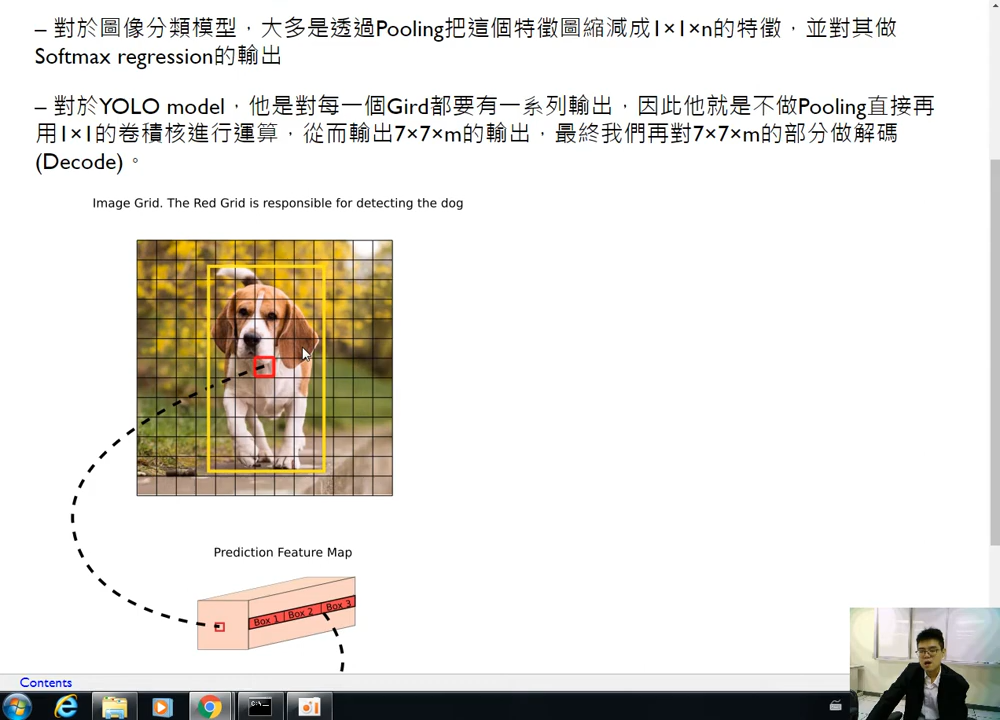 – 對於圖像分類模型，大多是透過Pooling把這個特徵圖縮減成1×1×n的特徵，並對其做
Softmax regression的輸出
– 對於YOLO model，他是對每一個Gird都要有一系列輸出，因此他就是不做Pooling直接再
用1×1的卷積核進行運算，從而輸出7×7×m的輸出，最終我們再對7×7×m的部分做解碼
(Decode)。
Image Grid. The Red Grid is responsible for detecting the dog
Prediction Feature Map
Box 1 Box 2 Box 3
Contents
C:\_